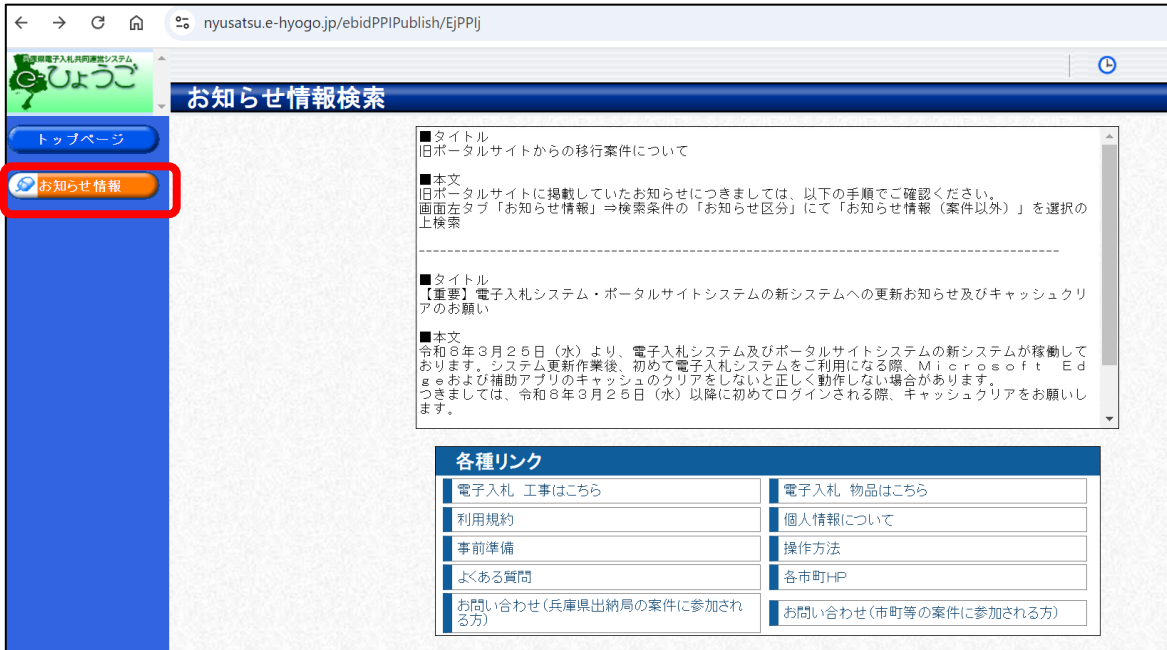 nyusatsu.e-hyogo.jp/ebidPPIPublish/EjPPIj
兵庫県電子入札共同運営システム
e-ひょうご
お知らせ情報検索
トップページ
お知らせ情報
■タイトル
旧ポータルサイトからの移行案件について
■本文
旧ポータルサイトに掲載していたお知らせにつきましては、以下の手順でご確認ください。
画面左タブ「お知らせ情報」⇒検索条件の「お知らせ区分」にて「お知らせ情報（案件以外）」を選択の
上検索
--------------------------------------------------------------------------------
■タイトル
【重要】電子入札システム・ポータルサイトシステムの新システムへの更新お知らせ及びキャッシュクリ
アのお願い
■本文
令和８年３月２５日（水）より、電子入札システム及びポータルサイトシステムの新システムが稼働して
おります。システム更新作業後、初めて電子入札システムをご利用になる際、Ｍｉｃｒｏｓｏｆｔ　Ｅｄ
ｇｅおよび補助アプリのキャッシュのクリアをしないと正しく動作しない場合があります。
つきましては、令和８年３月２５日（水）以降に初めてログインされる際、キャッシュクリアをお願いし
ます。
各種リンク
電子入札 工事はこちら
電子入札 物品はこちら
利用規約
個人情報について
事前準備
操作方法
よくある質問
各市町HP
お問い合わせ（兵庫県出納局の案件に参加され
る方）
お問い合わせ（市町等の案件に参加される方）